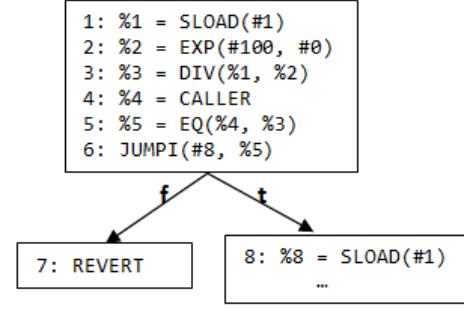 1: %1 = SLOAD(#1)
2: %2 = EXP(#100, #0)
3: %3 = DIV(%1, %2)
4: %4 = CALLER
5: %5 = EQ(%4, %3)
6: JUMPI(#8, %5)
f
t
7: REVERT
8: %8 = SLOAD(#1)
…